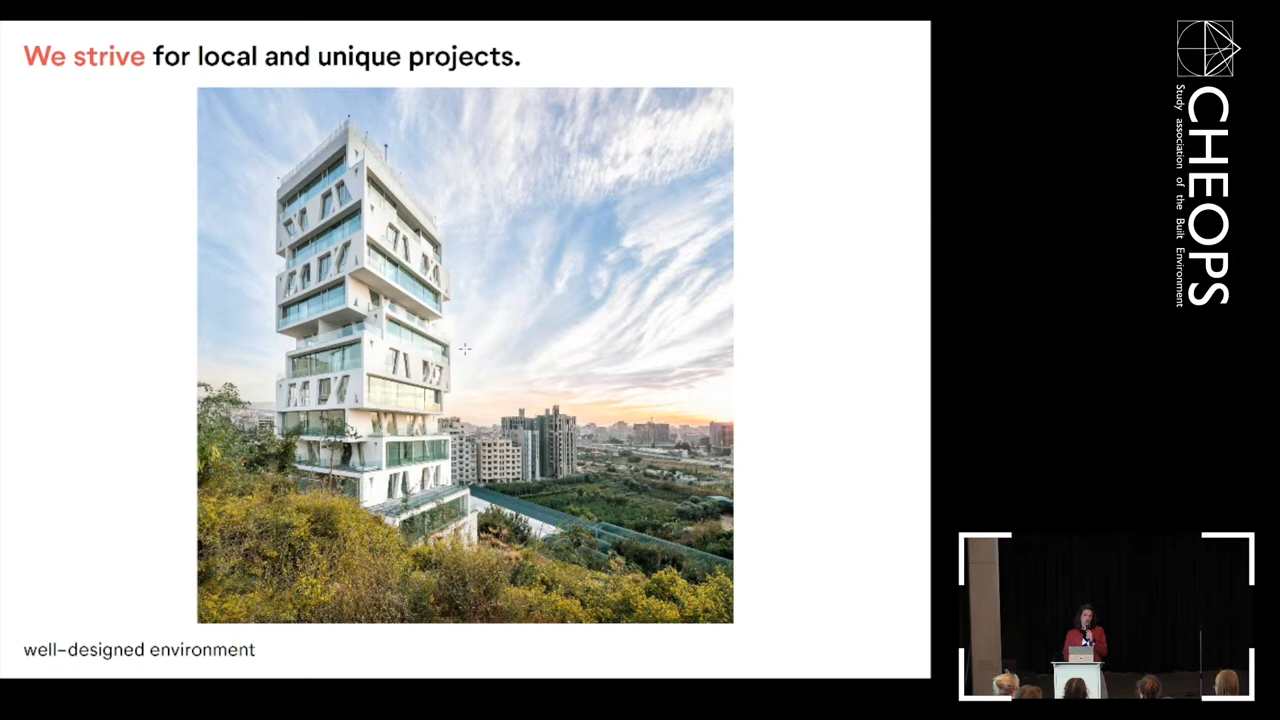 We strive for local and unique projects.
well-designed environment
CHEOPS
Study association of the Built Environment